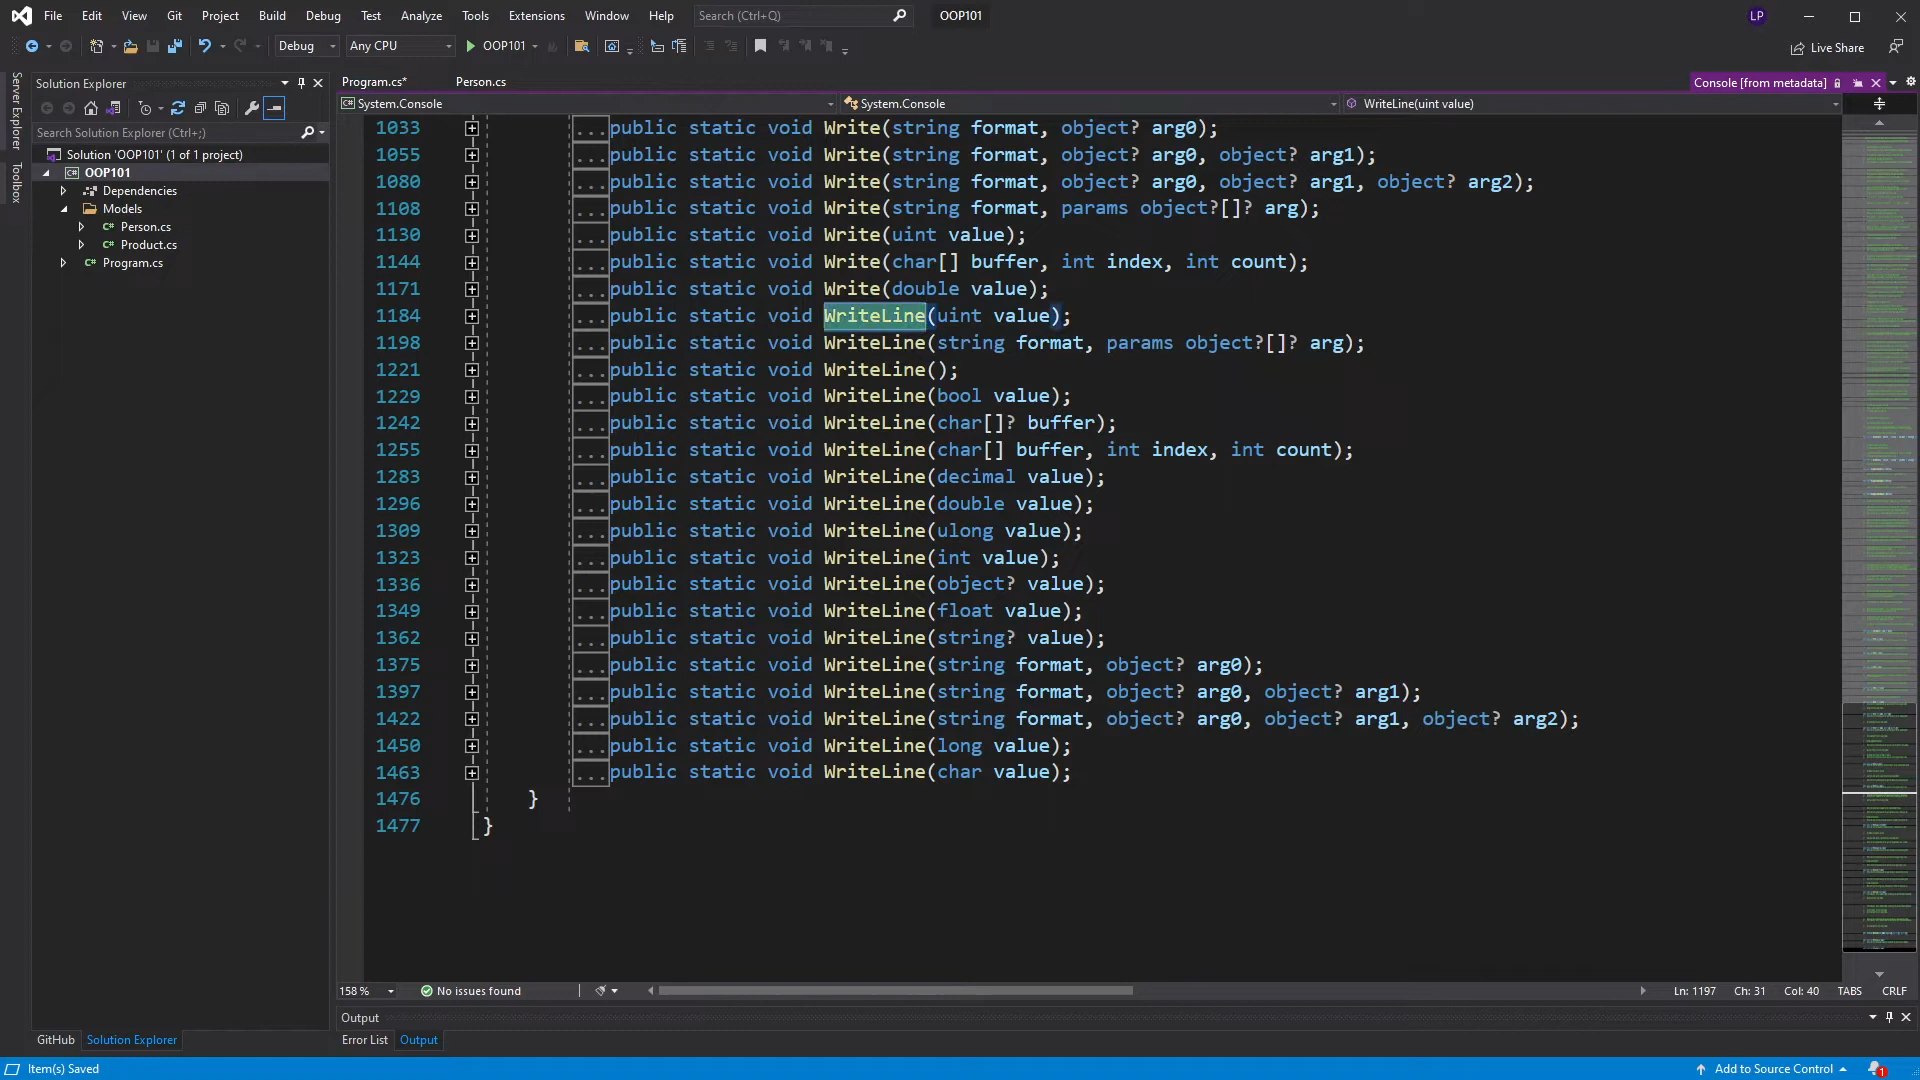 File Edit View Git Project Build Debug Test Analyze Tools Extensions Window Help Search (Ctrl+Q) OOP101 LP
Debug Any CPU OOP101 Live Share
Server Explorer
Toolbox
Solution Explorer
Search Solution Explorer (Ctrl+;)
Solution 'OOP101' (1 of 1 project)
C# OOP101
Dependencies
Models
C# Person.cs
C# Product.cs
C# Program.cs
GitHub Solution Explorer
Program.cs* Person.cs Console [from metadata]
C# System.Console System.Console WriteLine(uint value)
1033 ...public static void Write(string format, object? arg0);
1055 ...public static void Write(string format, object? arg0, object? arg1);
1080 ...public static void Write(string format, object? arg0, object? arg1, object? arg2);
1108 ...public static void Write(string format, params object?[]? arg);
1130 ...public static void Write(uint value);
1144 ...public static void Write(char[] buffer, int index, int count);
1171 ...public static void Write(double value);
1184 ...public static void WriteLine(uint value);
1198 ...public static void WriteLine(string format, params object?[]? arg);
1221 ...public static void WriteLine();
1229 ...public static void WriteLine(bool value);
1242 ...public static void WriteLine(char[]? buffer);
1255 ...public static void WriteLine(char[] buffer, int index, int count);
1283 ...public static void WriteLine(decimal value);
1296 ...public static void WriteLine(double value);
1309 ...public static void WriteLine(ulong value);
1323 ...public static void WriteLine(int value);
1336 ...public static void WriteLine(object? value);
1349 ...public static void WriteLine(float value);
1362 ...public static void WriteLine(string? value);
1375 ...public static void WriteLine(string format, object? arg0);
1397 ...public static void WriteLine(string format, object? arg0, object? arg1);
1422 ...public static void WriteLine(string format, object? arg0, object? arg1, object? arg2);
1450 ...public static void WriteLine(long value);
1463 ...public static void WriteLine(char value);
1476 }
1477 }
158 % No issues found Ln: 1197 Ch: 31 Col: 40 TABS CRLF
Output
Error List Output
Item(s) Saved Add to Source Control 1